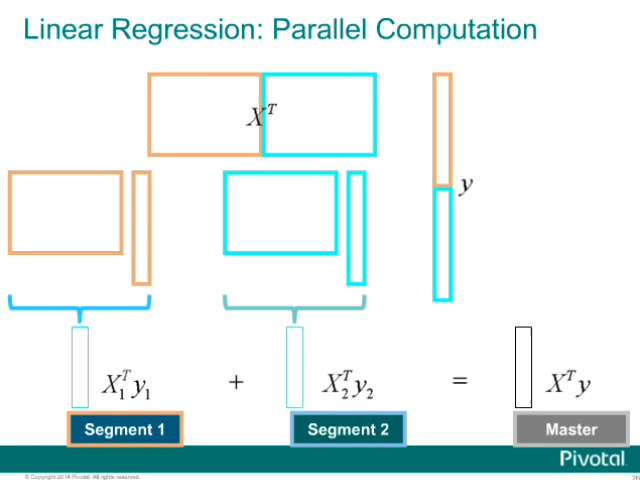 Linear Regression: Parallel Computation
X^T
y
X_1^T y_1 + X_2^T y_2 = X^T y
Segment 1 Segment 2 Master
Pivotal
© Copyright 2014 Pivotal. All rights reserved.